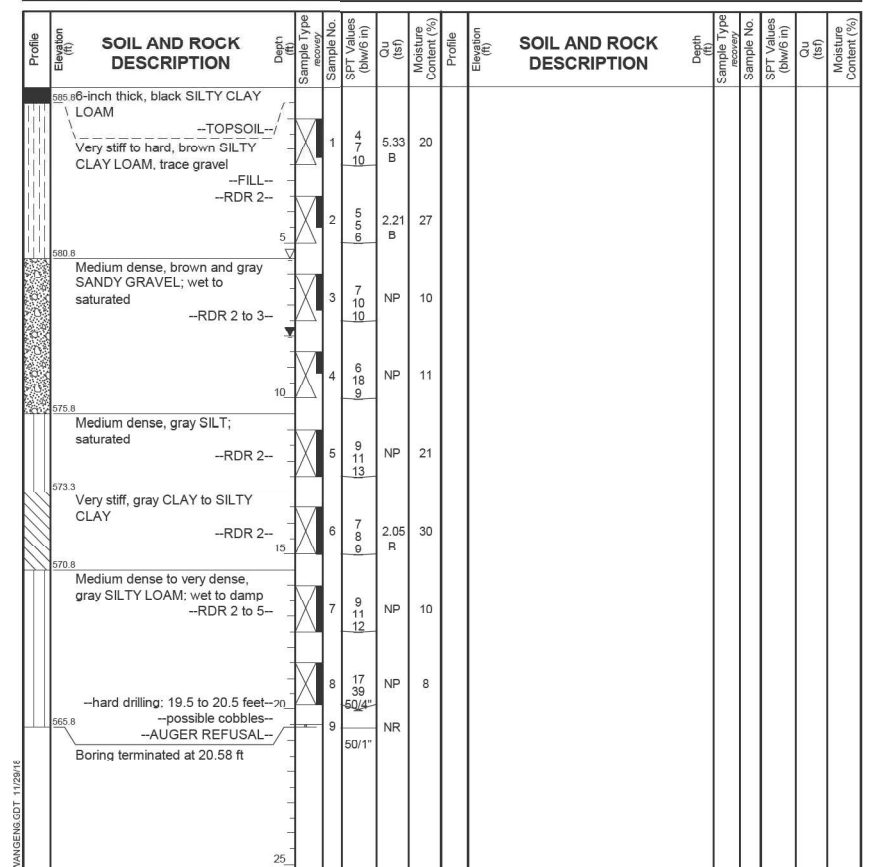 Profile
Elevation (ft)
SOIL AND ROCK DESCRIPTION
Depth (ft)
Sample Type
recovery
Sample No.
SPT Values (blw/6 in)
Qu (tsf)
Moisture Content (%)
Profile
Elevation (ft)
SOIL AND ROCK DESCRIPTION
Depth (ft)
Sample Type
recovery
Sample No.
SPT Values (blw/6 in)
Qu (tsf)
Moisture Content (%)
585.8 6-inch thick, black SILTY CLAY
LOAM
--TOPSOIL--
Very stiff to hard, brown SILTY
CLAY LOAM, trace gravel
--FILL--
--RDR 2--
1 4 7 10 5.33 B 20
2 5 5 6 2.21 B 27
5
580.8
Medium dense, brown and gray
SANDY GRAVEL; wet to
saturated
--RDR 2 to 3--
3 7 10 10 NP 10
4 6 18 9 NP 11
10
575.8
Medium dense, gray SILT;
saturated
--RDR 2--
5 9 11 13 NP 21
573.3
Very stiff, gray CLAY to SILTY
CLAY
--RDR 2--
6 7 8 9 2.05 B 30
15
570.8
Medium dense to very dense,
gray SILTY LOAM; wet to damp
--RDR 2 to 5--
7 9 11 12 NP 10
8 17 39 50/4" NP 8
--hard drilling: 19.5 to 20.5 feet-- 20
--possible cobbles--
565.8
--AUGER REFUSAL--
9 50/1" NR
Boring terminated at 20.58 ft
25
VANGENG.GDT 11/29/18